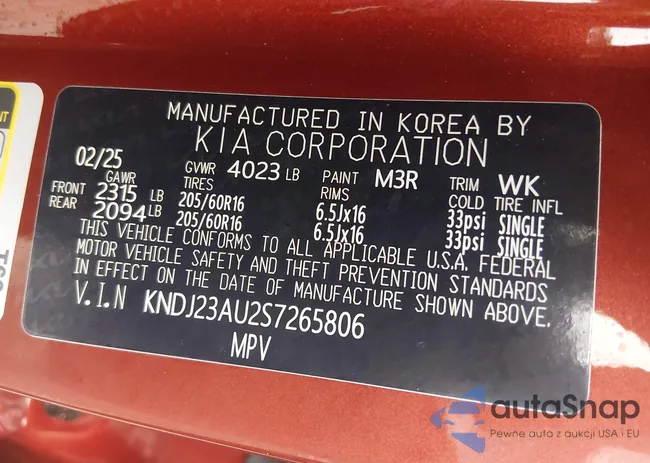 MANUFACTURED IN KOREA BY
KIA CORPORATION
02/25 GVWR 4023 LB PAINT M3R TRIM WK
GAWR TIRES RIMS COLD TIRE INFL
FRONT 2315 LB 205/60R16 6.5Jx16 33psi SINGLE
REAR 2094 LB 205/60R16 6.5Jx16 33psi SINGLE
THIS VEHICLE CONFORMS TO ALL APPLICABLE U.S.A. FEDERAL
MOTOR VEHICLE SAFETY AND THEFT PREVENTION STANDARDS
IN EFFECT ON THE DATE OF MANUFACTURE SHOWN ABOVE.
V.I.N KNDJ23AU2S7265806
MPV
autaSnap
Pewne auta z aukcji USA i EU